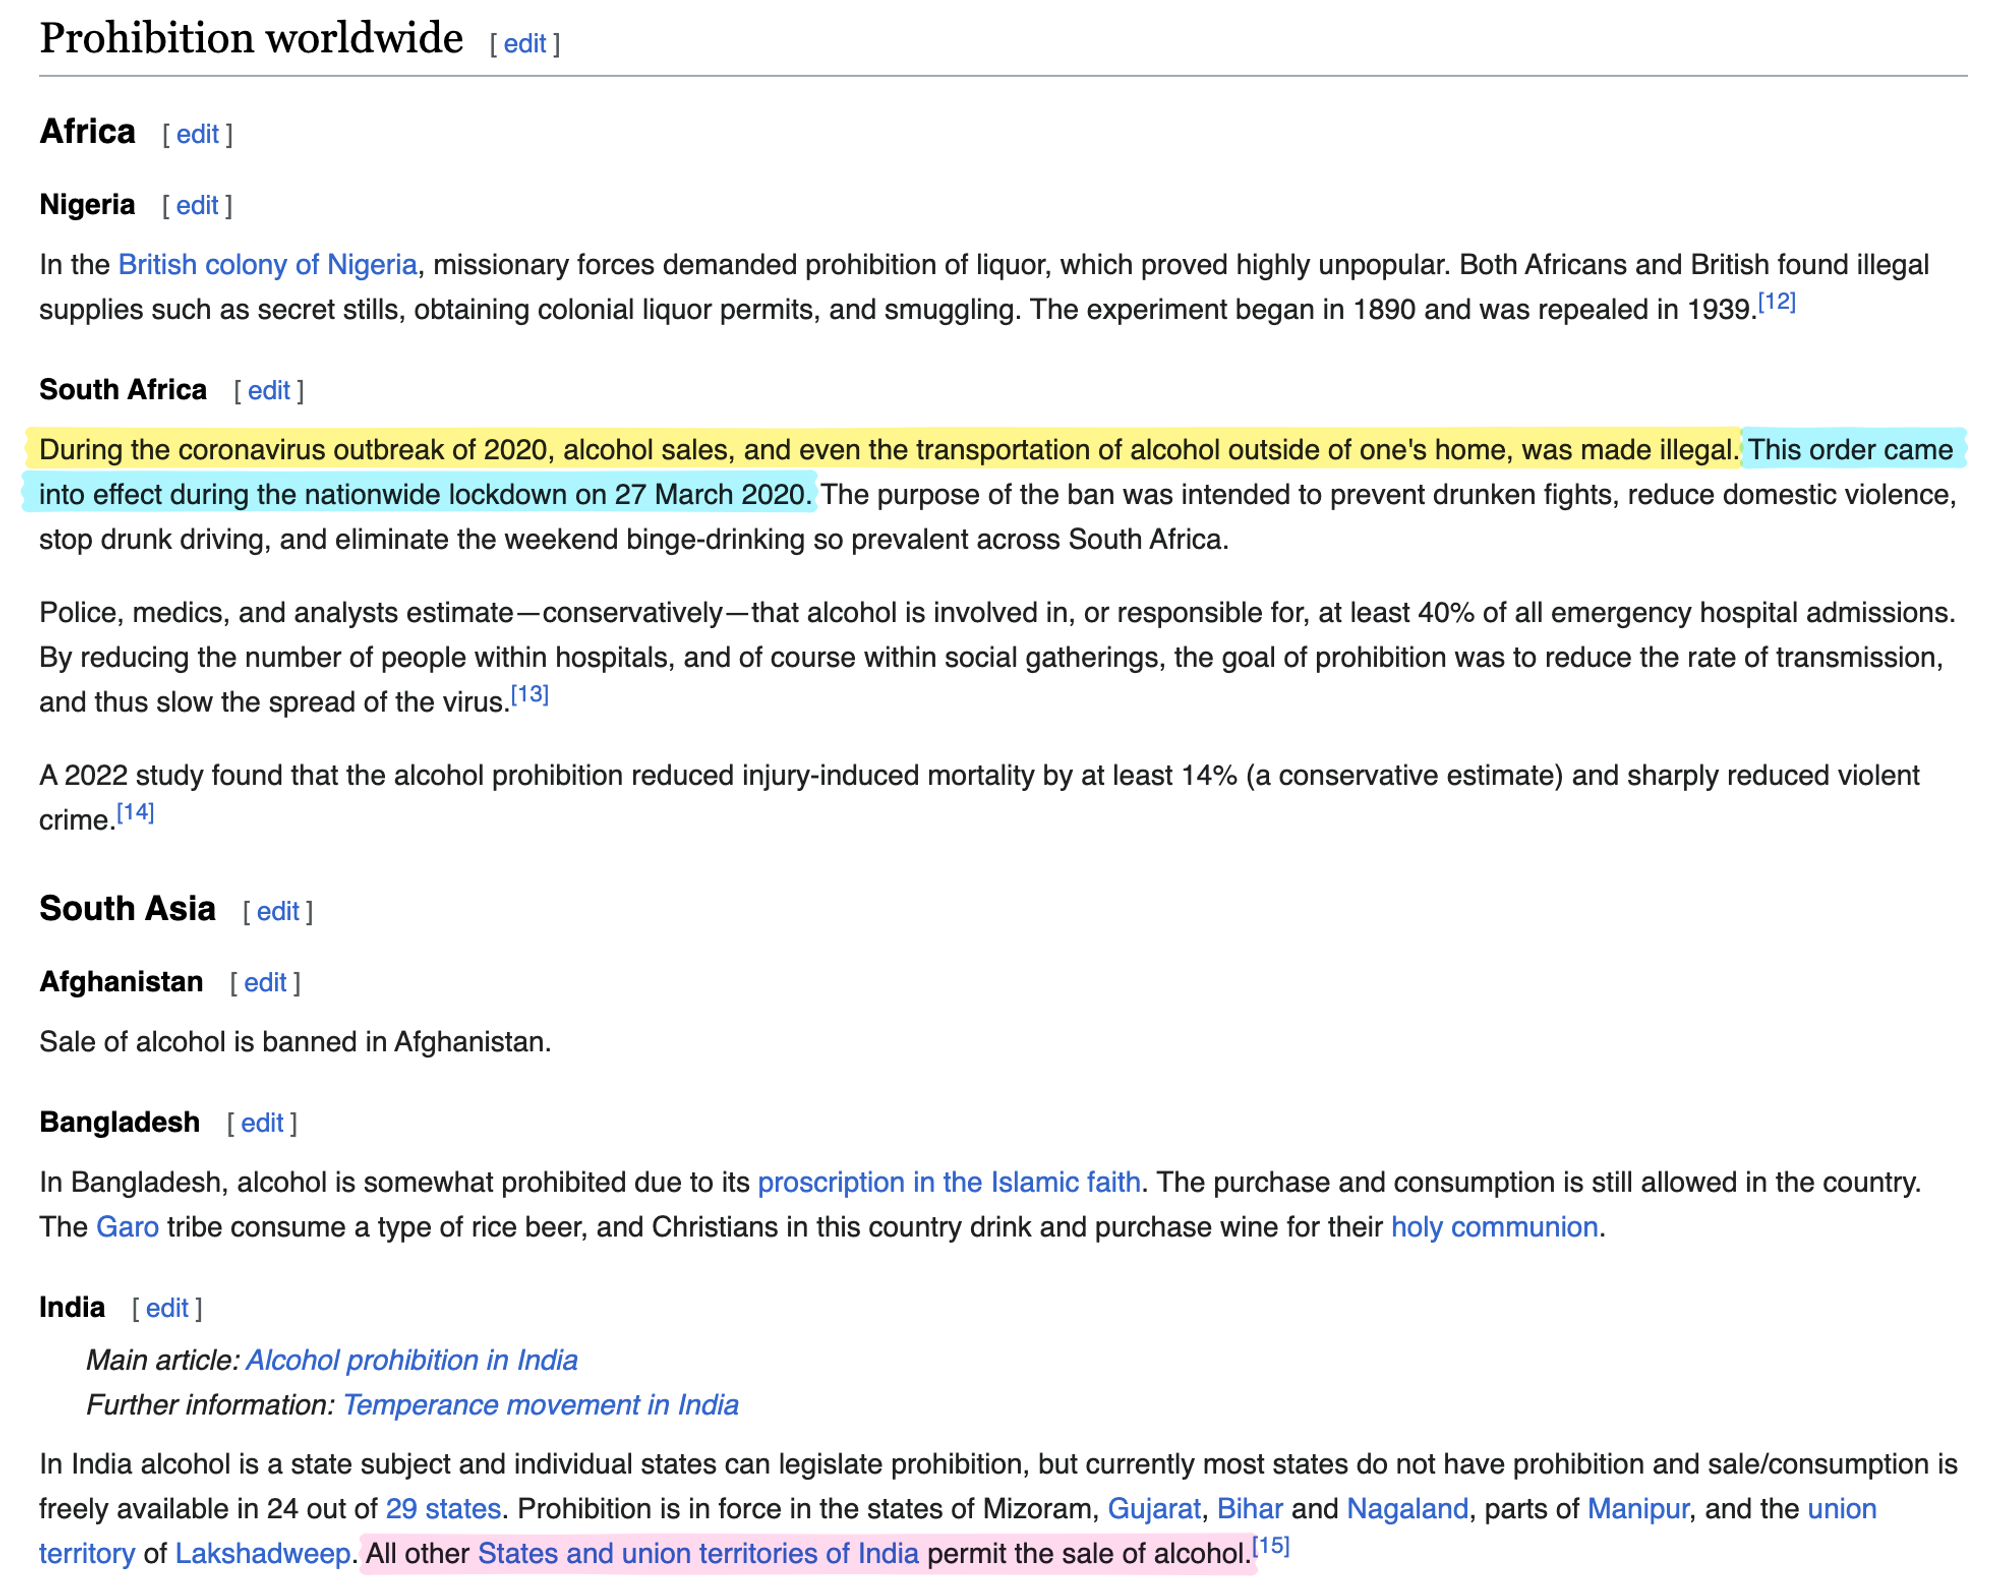 Prohibition worldwide [ edit ]
Africa [ edit ]
Nigeria [ edit ]
In the British colony of Nigeria, missionary forces demanded prohibition of liquor, which proved highly unpopular. Both Africans and British found illegal
supplies such as secret stills, obtaining colonial liquor permits, and smuggling. The experiment began in 1890 and was repealed in 1939.[12]
South Africa [ edit ]
During the coronavirus outbreak of 2020, alcohol sales, and even the transportation of alcohol outside of one's home, was made illegal. This order came
into effect during the nationwide lockdown on 27 March 2020. The purpose of the ban was intended to prevent drunken fights, reduce domestic violence,
stop drunk driving, and eliminate the weekend binge-drinking so prevalent across South Africa.
Police, medics, and analysts estimate—conservatively—that alcohol is involved in, or responsible for, at least 40% of all emergency hospital admissions.
By reducing the number of people within hospitals, and of course within social gatherings, the goal of prohibition was to reduce the rate of transmission,
and thus slow the spread of the virus.[13]
A 2022 study found that the alcohol prohibition reduced injury-induced mortality by at least 14% (a conservative estimate) and sharply reduced violent
crime.[14]
South Asia [ edit ]
Afghanistan [ edit ]
Sale of alcohol is banned in Afghanistan.
Bangladesh [ edit ]
In Bangladesh, alcohol is somewhat prohibited due to its proscription in the Islamic faith. The purchase and consumption is still allowed in the country.
The Garo tribe consume a type of rice beer, and Christians in this country drink and purchase wine for their holy communion.
India [ edit ]
Main article: Alcohol prohibition in India
Further information: Temperance movement in India
In India alcohol is a state subject and individual states can legislate prohibition, but currently most states do not have prohibition and sale/consumption is
freely available in 24 out of 29 states. Prohibition is in force in the states of Mizoram, Gujarat, Bihar and Nagaland, parts of Manipur, and the union
territory of Lakshadweep. All other States and union territories of India permit the sale of alcohol.[15]